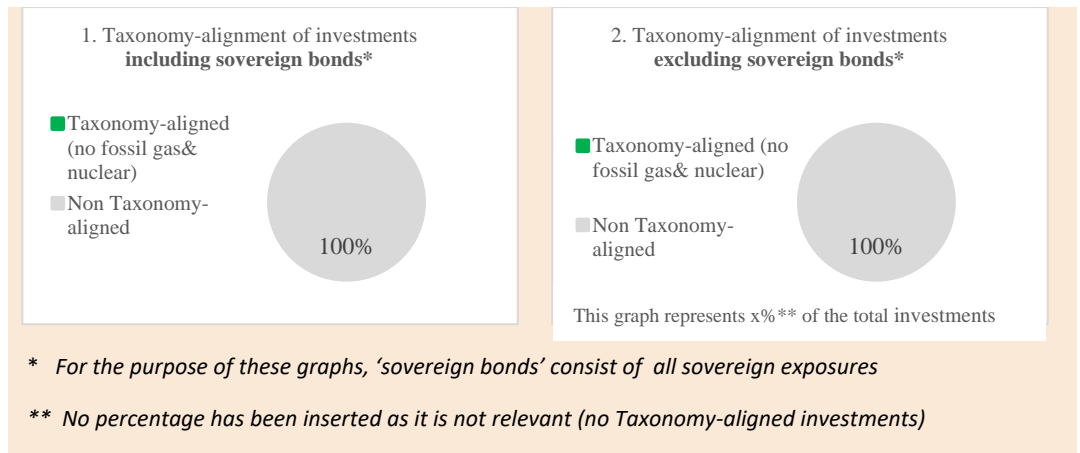 1. Taxonomy-alignment of investments
including sovereign bonds*
Taxonomy-aligned
(no fossil gas&
nuclear)
Non Taxonomy-
aligned
100%
2. Taxonomy-alignment of investments
excluding sovereign bonds*
Taxonomy-aligned (no
fossil gas& nuclear)
Non Taxonomy-
aligned
100%
This graph represents x%** of the total investments
* For the purpose of these graphs, ‘sovereign bonds’ consist of all sovereign exposures
** No percentage has been inserted as it is not relevant (no Taxonomy-aligned investments)